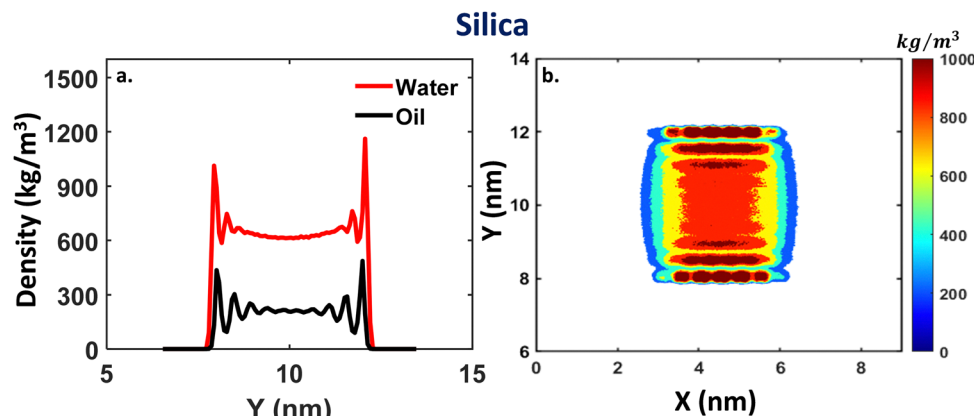 Silica
a.
Water
Oil
1500
1200
900
600
300
0
Density (kg/m³)
5
10
15
Y (nm)
b.
14
12
10
8
6
Y (nm)
0
2
4
6
8
X (nm)
kg/m³
1000
800
600
400
200
0